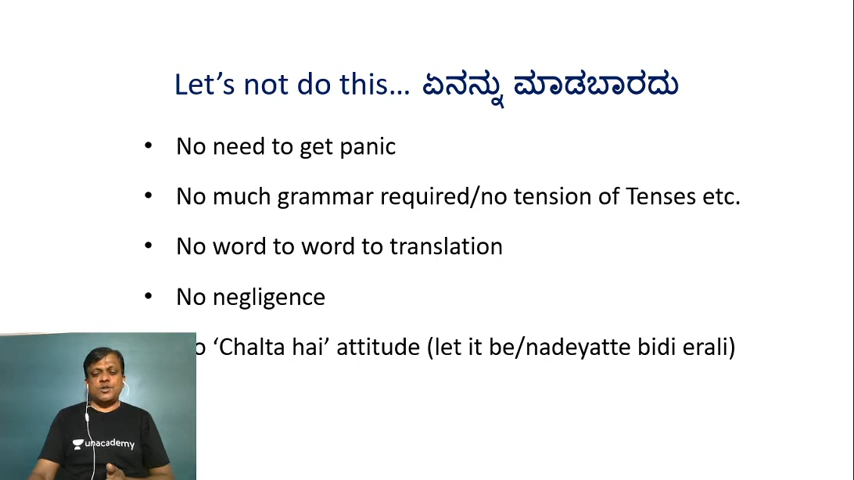 Let's not do this... ಏನನ್ನು ಮಾಡಬಾರದು
• No need to get panic
• No much grammar required/no tension of Tenses etc.
• No word to word to translation
• No negligence
'Chalta hai' attitude (let it be/nadeyatte bidi erali)
unacademy